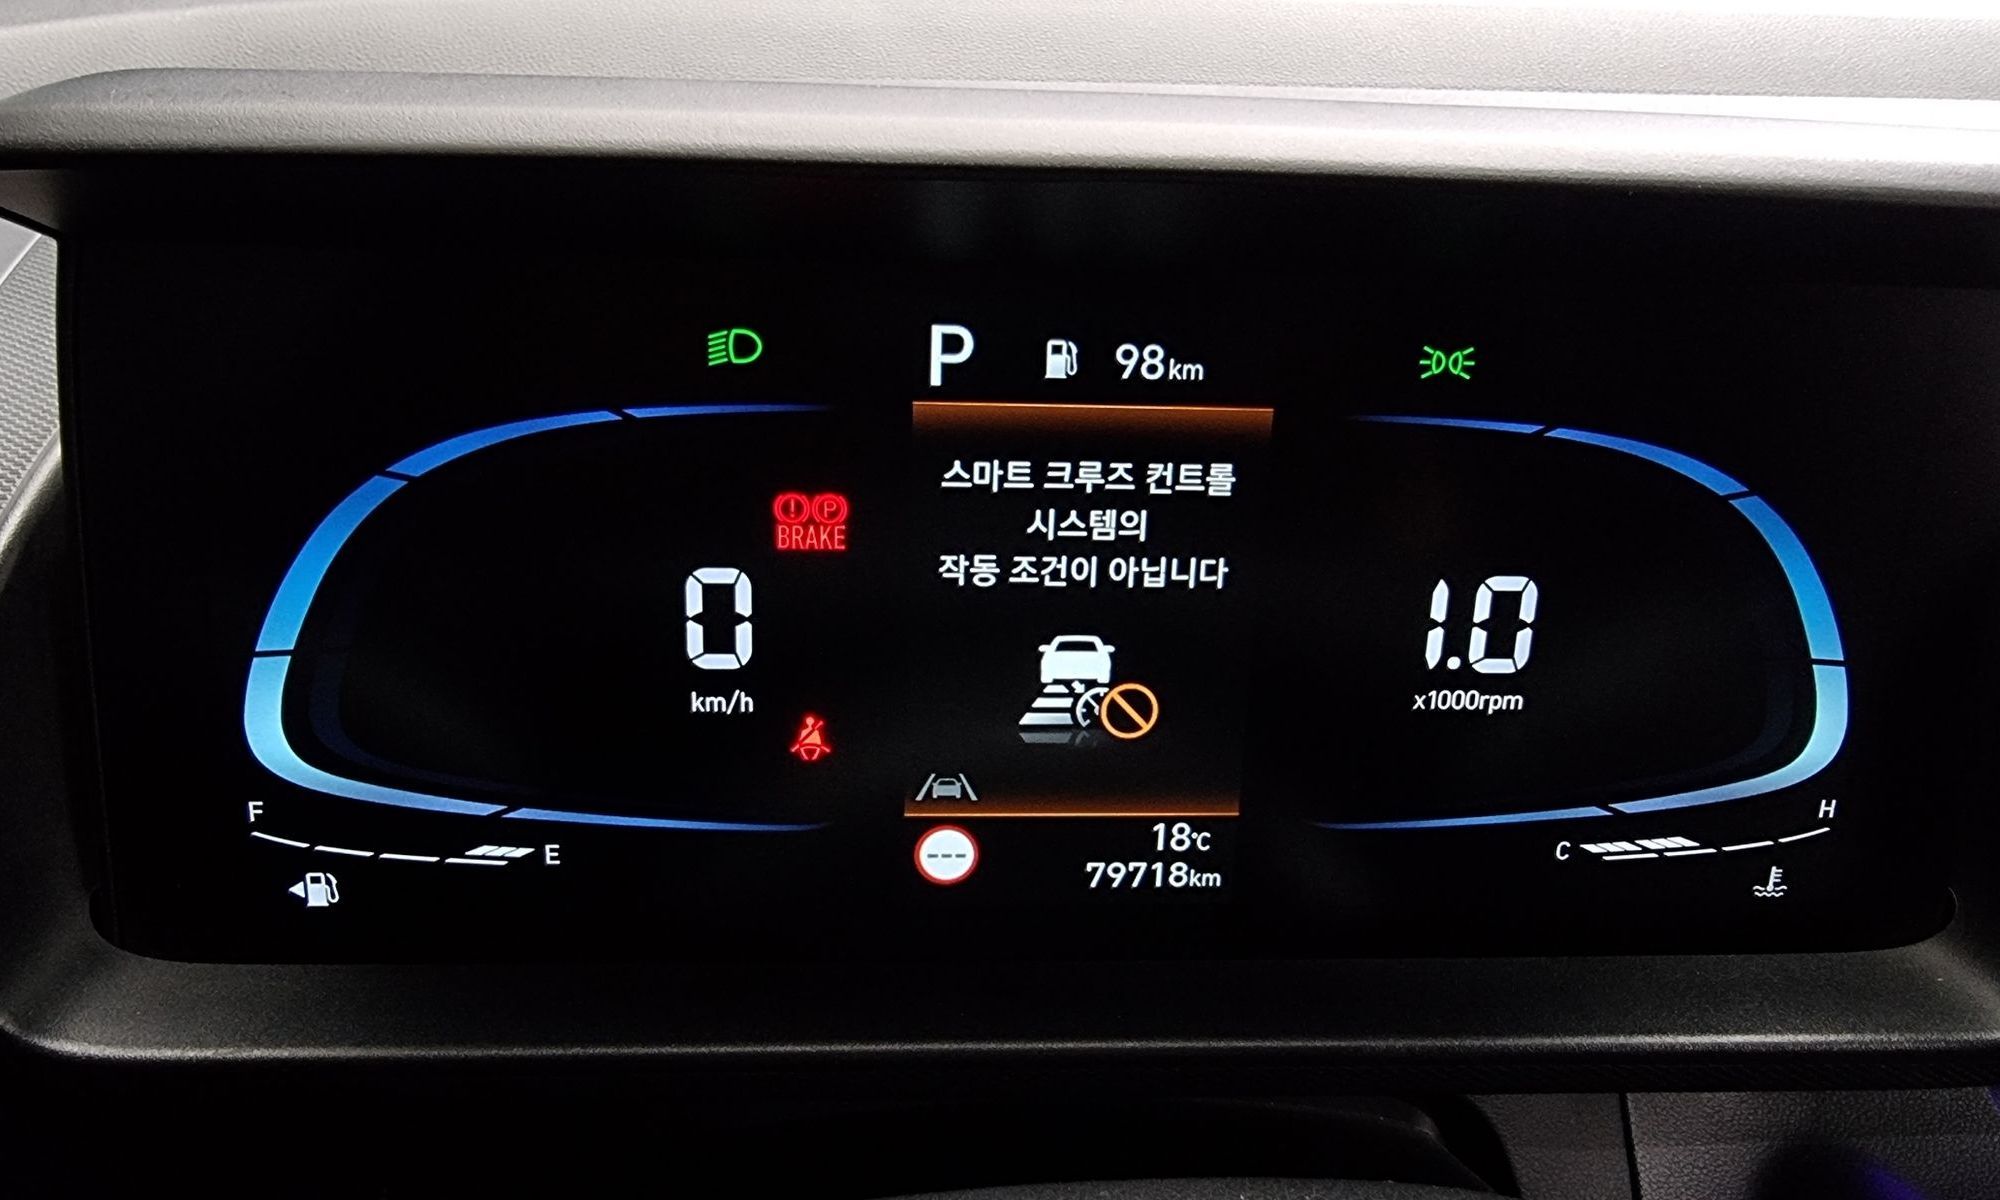 P 98km
스마트 크루즈 컨트롤
시스템의
작동 조건이 아닙니다
(!) (P)
BRAKE
0
km/h
1.0
x1000rpm
F
E
---
18℃
79718km
C
H